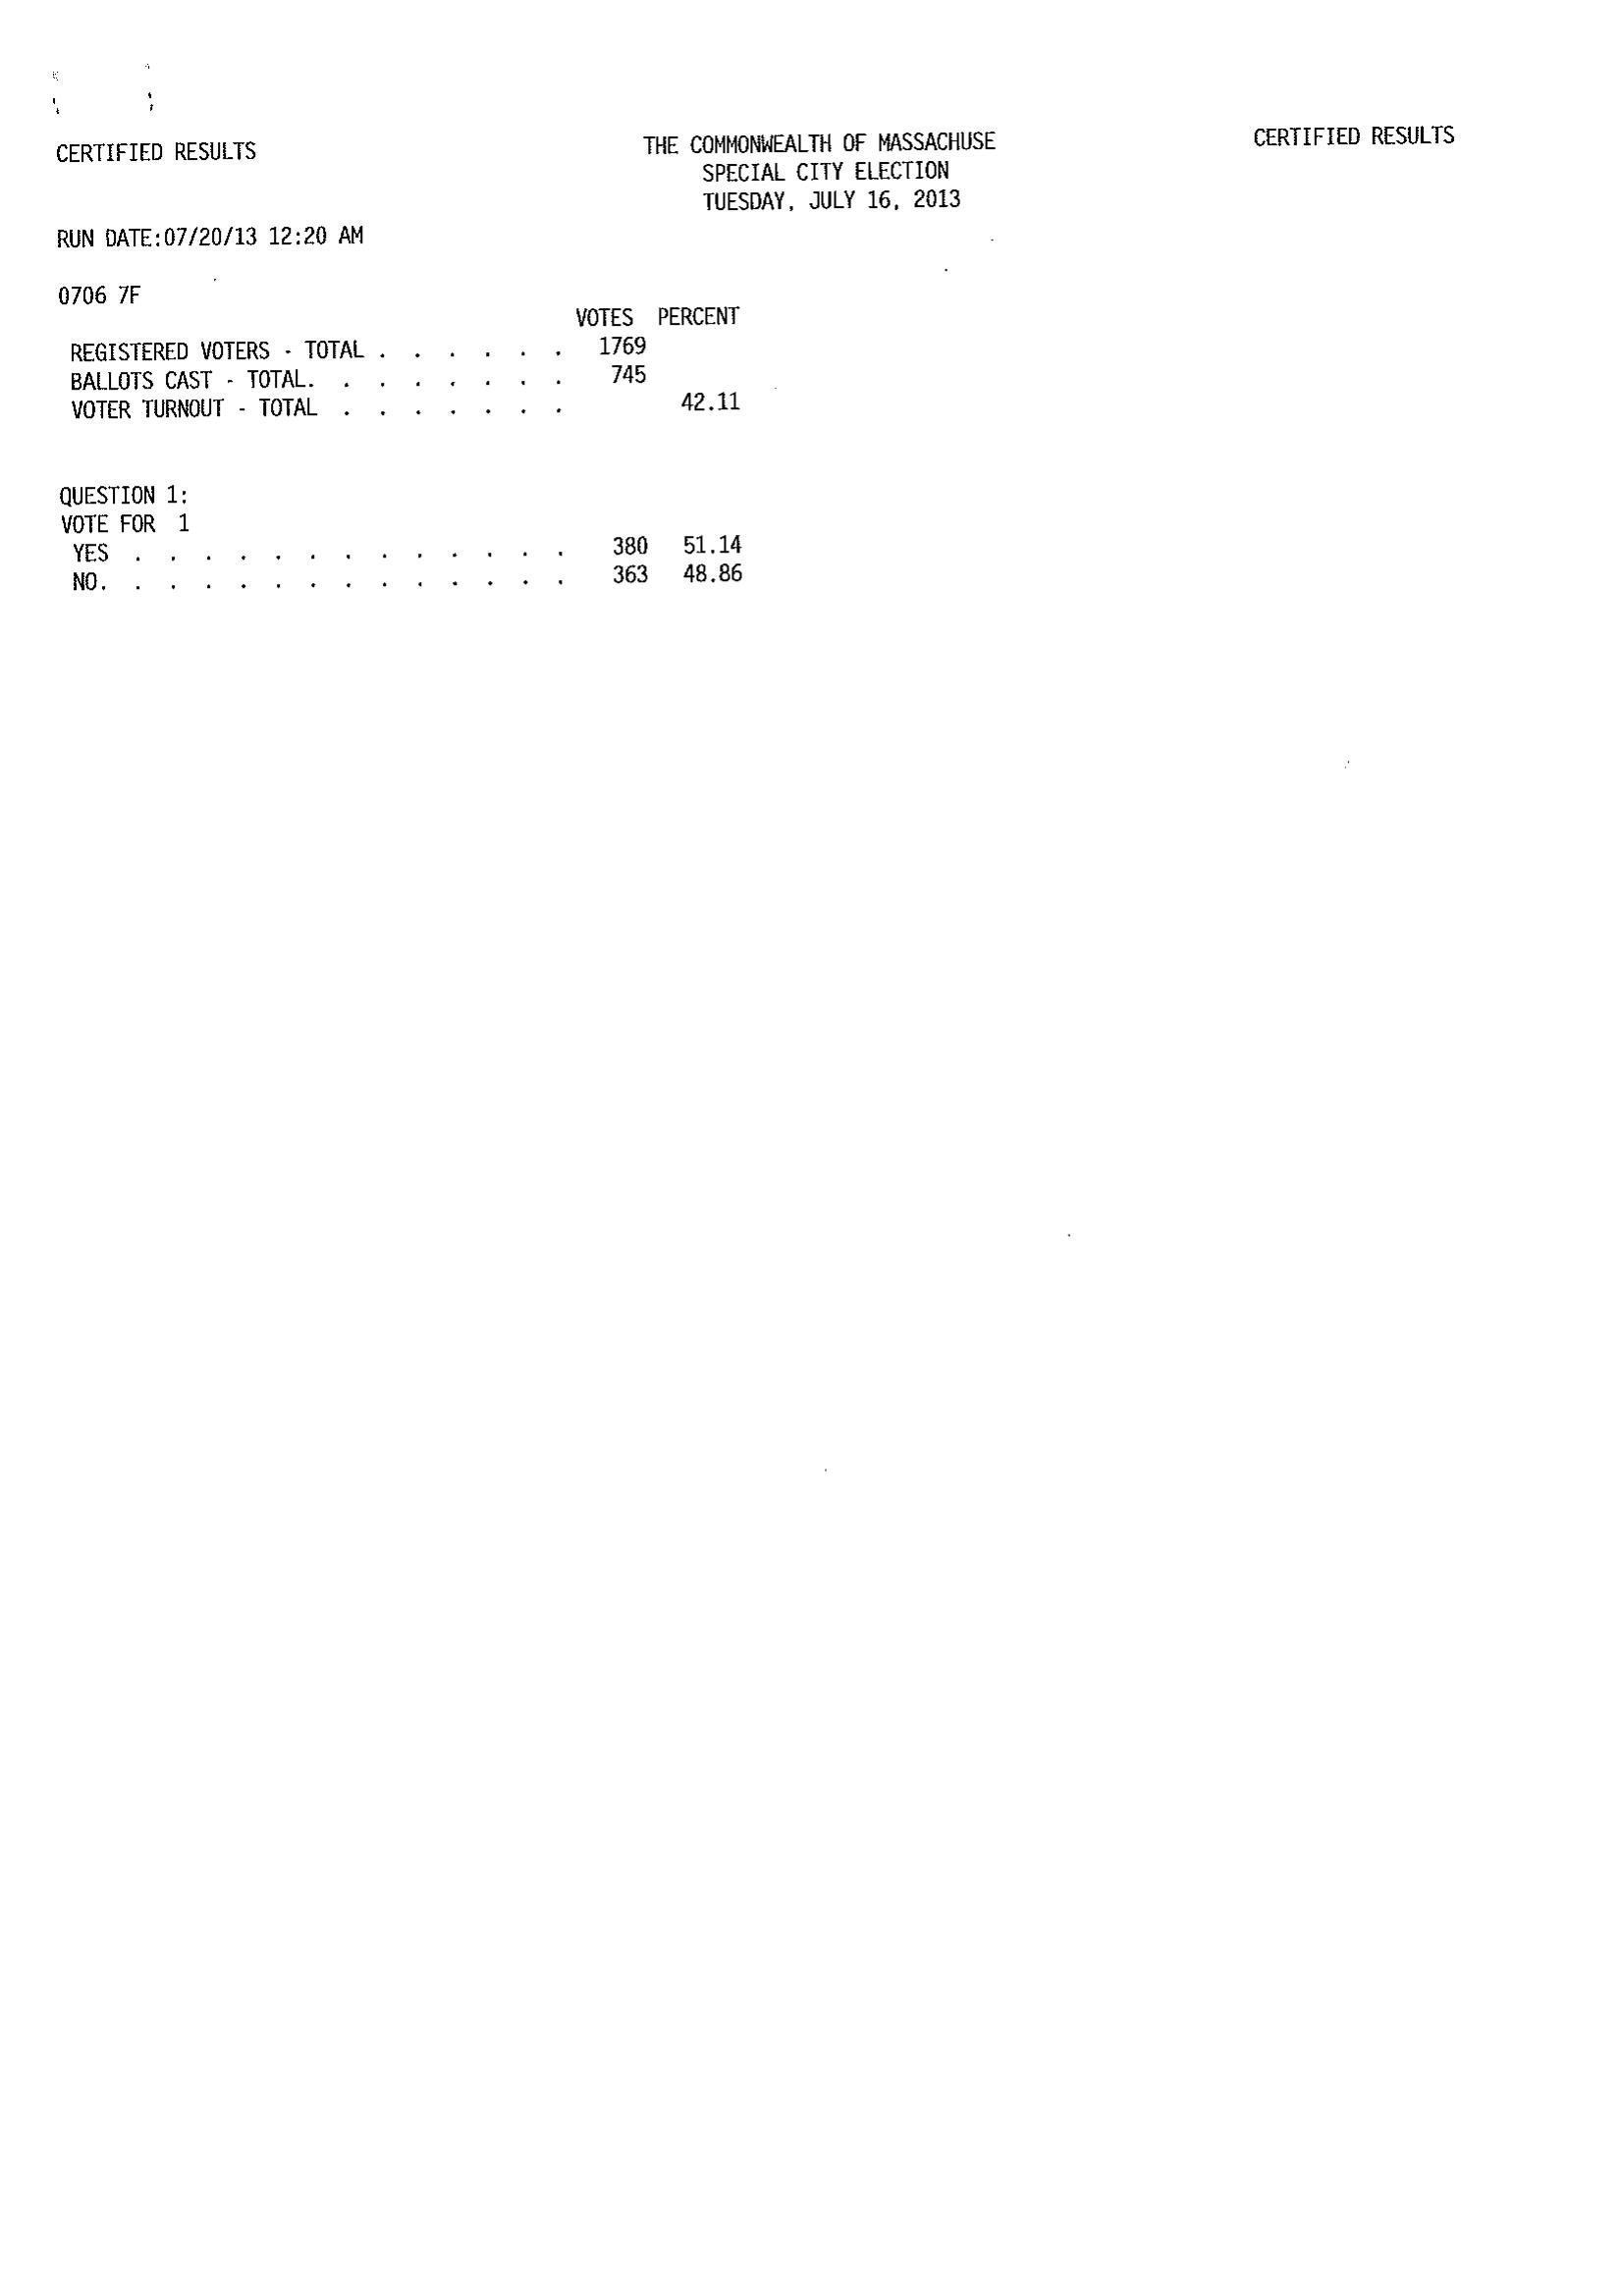 CERTIFIED RESULTS THE COMMONWEALTH OF MASSACHUSE CERTIFIED RESULTS
SPECIAL CITY ELECTION
TUESDAY, JULY 16, 2013
RUN DATE:07/20/13 12:20 AM
0706 7F
VOTES PERCENT
REGISTERED VOTERS - TOTAL . . . . . . 1769
BALLOTS CAST - TOTAL. . . . . . . . 745
VOTER TURNOUT - TOTAL . . . . . . . 42.11
QUESTION 1:
VOTE FOR 1
YES . . . . . . . . . . . . . 380 51.14
NO. . . . . . . . . . . . . . 363 48.86